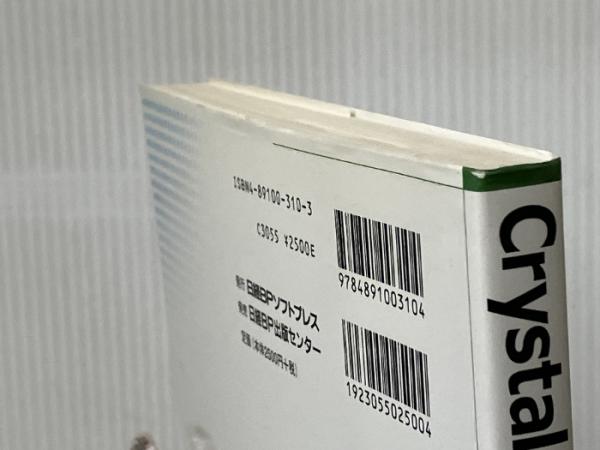 ISBN4-89100-310-3
C3055 ¥2500E
発行 日経BPソフトプレス
発売 日経BP出版センター
定価(本体2500円+税)
9784891003104
1923055025004
Crystal